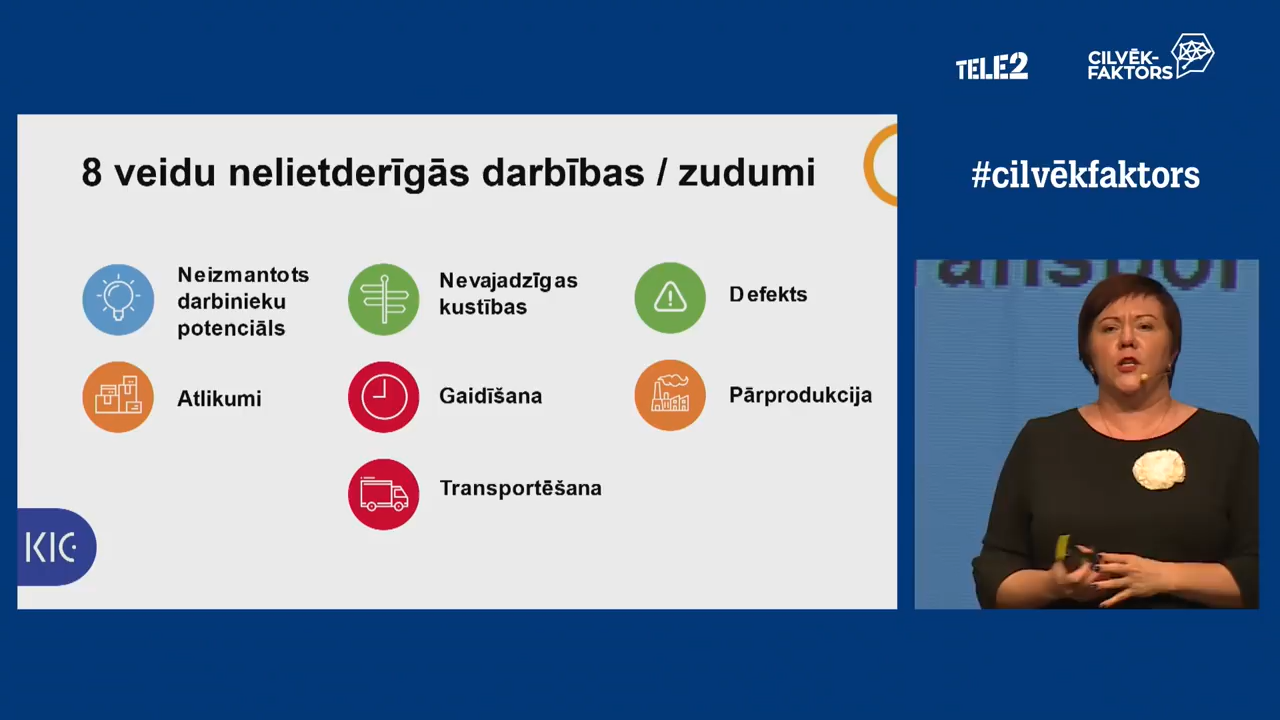 TELE2
CILVĒK-
FAKTORS
#cilvēkfaktors
8 veidu nelietderīgās darbības / zudumi
Neizmantots
darbinieku
potenciāls
Nevajadzīgas
kustības
Defekts
Atlikumi
Gaidīšana
Pārprodukcija
Transportēšana
KIC